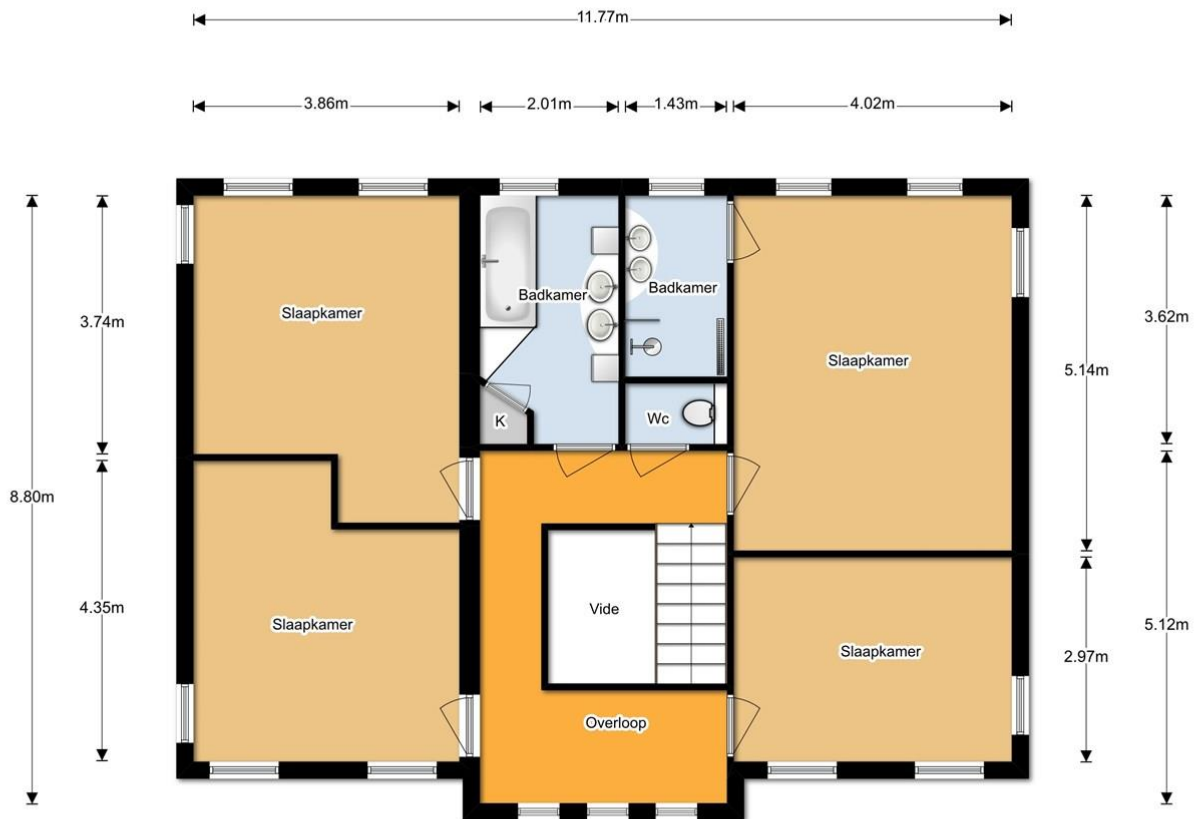 11.77m
3.86m
2.01m
1.43m
4.02m
Slaapkamer
Badkamer
Badkamer
3.74m
3.62m
Slaapkamer
5.14m
K
Wc
8.80m
4.35m
Vide
Slaapkamer
5.12m
Slaapkamer
2.97m
Overloop